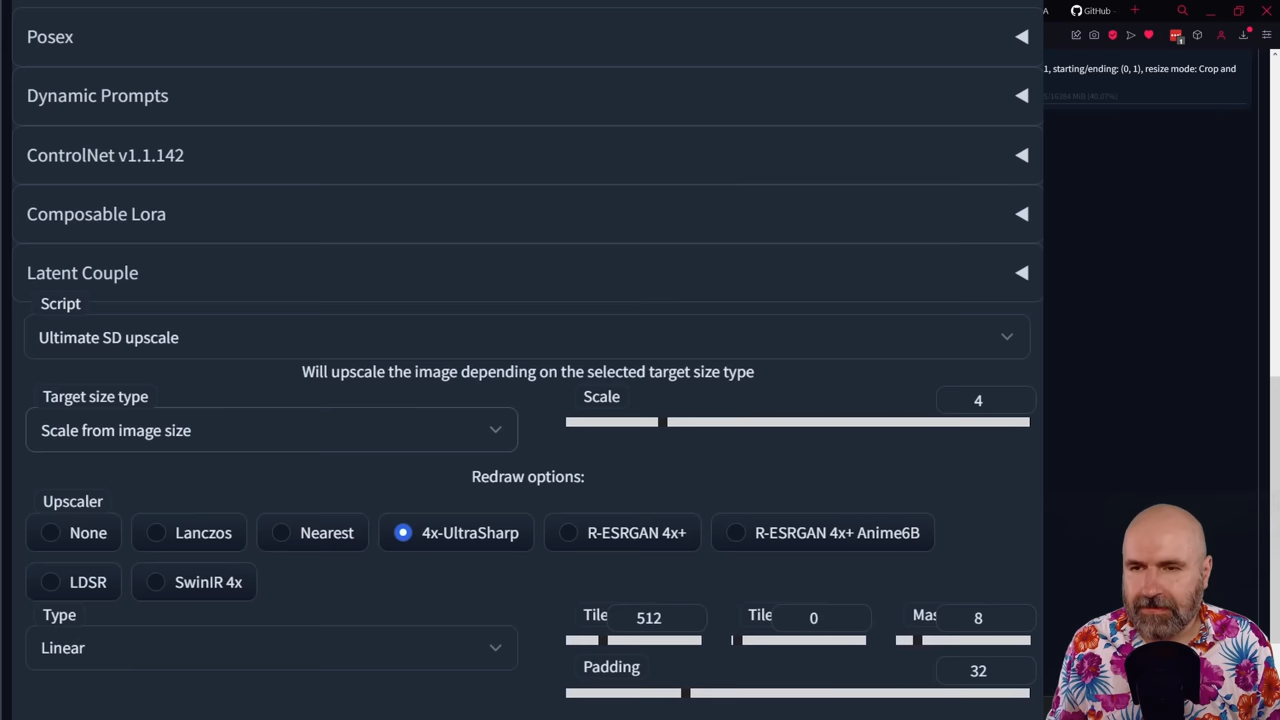 A GitHub
Posex
1, starting/ending: (0, 1), resize mode: Crop and
Dynamic Prompts
ControlNet v1.1.142
Composable Lora
Latent Couple
Script
Ultimate SD upscale
Will upscale the image depending on the selected target size type
Target size type
Scale from image size
Scale
4
Redraw options:
Upscaler
None Lanczos Nearest 4x-UltraSharp R-ESRGAN 4x+ R-ESRGAN 4x+ Anime6B
LDSR SwinIR 4x
Type
Linear
Tile 512 Tile 0 Mas 8
Padding 32